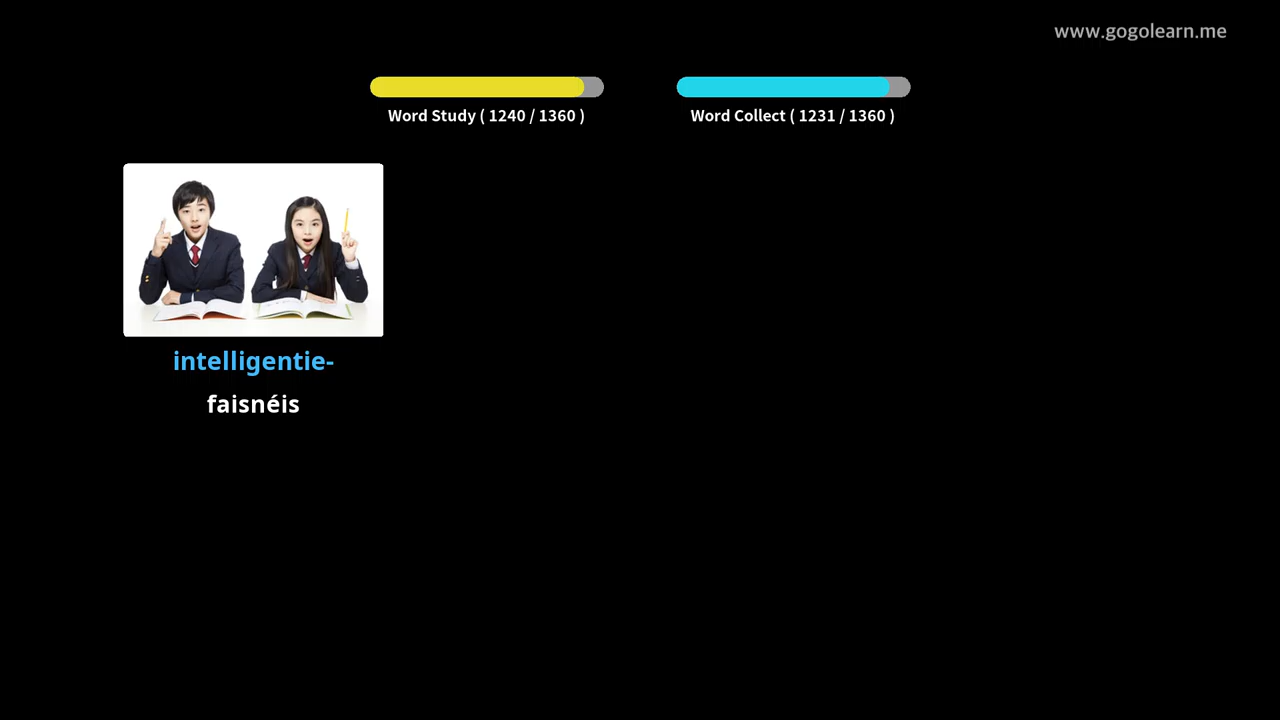 www.gogolearn.me
Word Study ( 1240 / 1360 )
Word Collect ( 1231 / 1360 )
intelligentie-
faisnéis